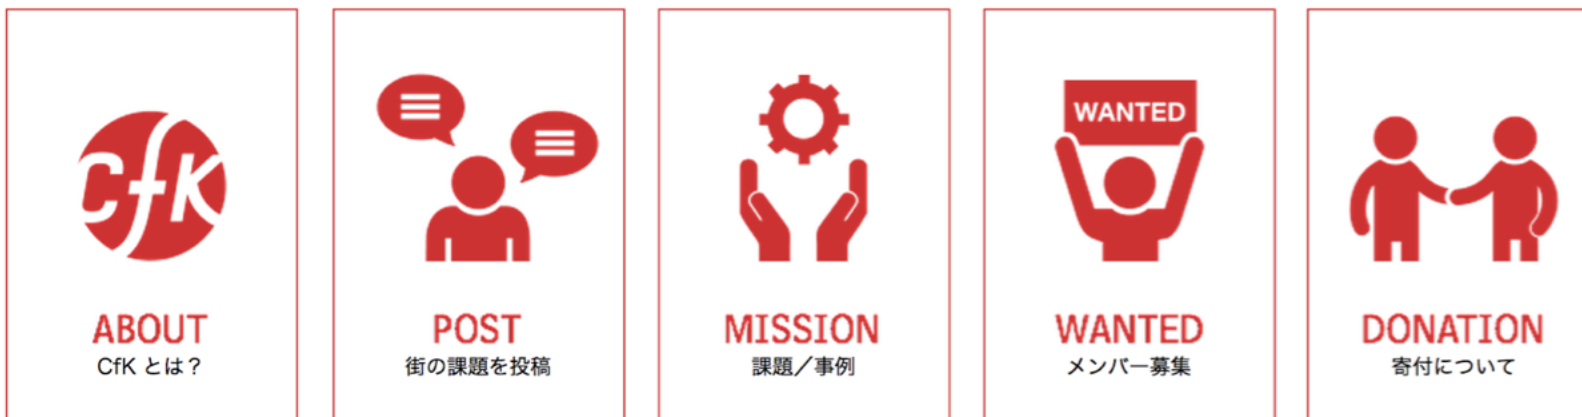 CfK
ABOUT
CfK とは？
POST
街の課題を投稿
MISSION
課題／事例
WANTED
WANTED
メンバー募集
DONATION
寄付について